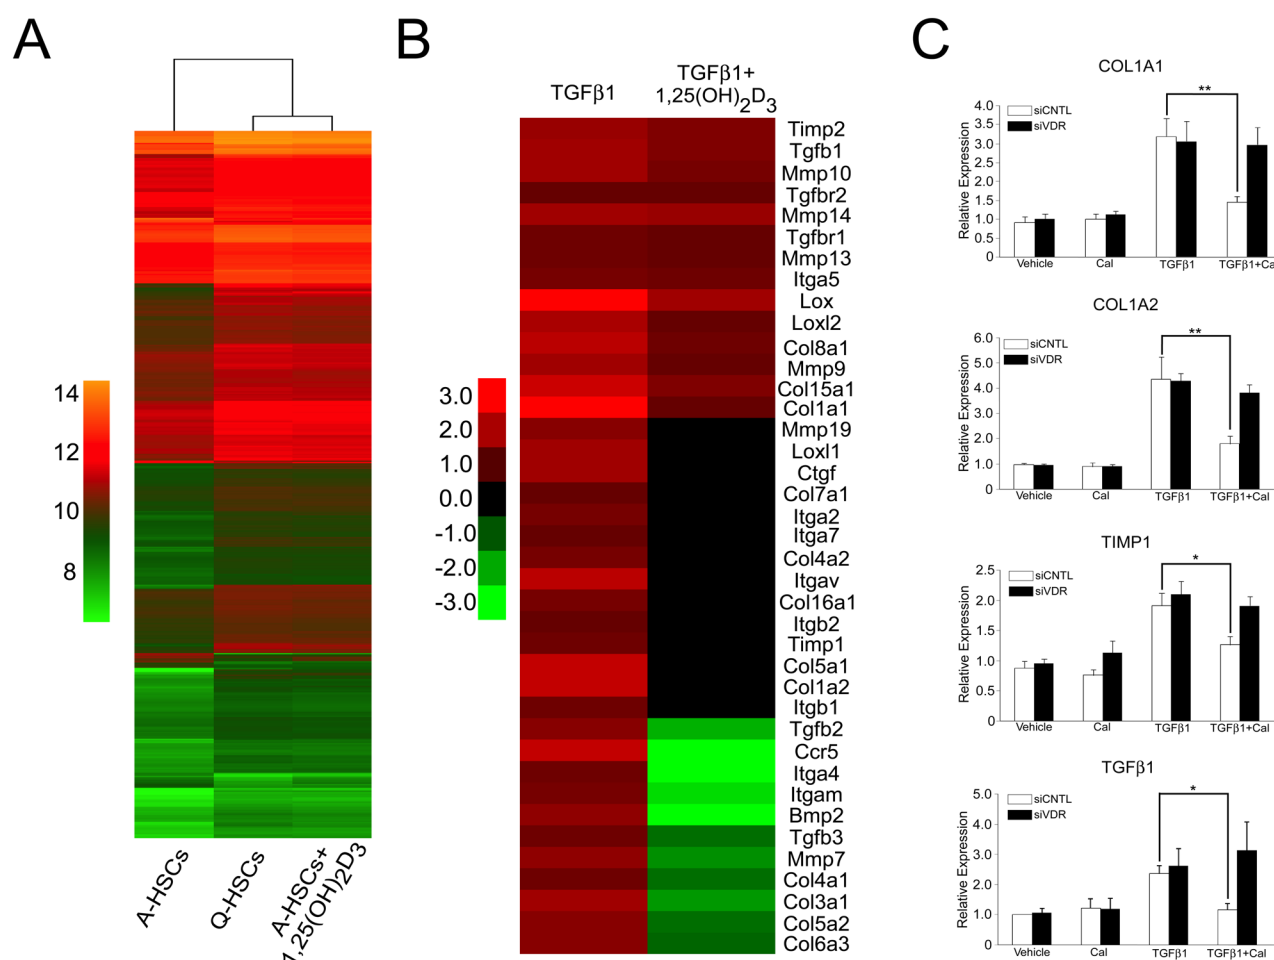 A
14
12
10
8
A-HSCs
Q-HSCs
A-HSCs+
1,25(OH)2D3
B
TGFβ1
TGFβ1+
1,25(OH)2D3
3.0
2.0
1.0
0.0
-1.0
-2.0
-3.0
Timp2
Tgfb1
Mmp10
Tgfbr2
Mmp14
Tgfbr1
Mmp13
Itga5
Lox
Loxl2
Col8a1
Mmp9
Col15a1
Col1a1
Mmp19
Loxl1
Ctgf
Col7a1
Itga2
Itga7
Col4a2
Itgav
Col16a1
Itgb2
Timp1
Col5a1
Col1a2
Itgb1
Tgfb2
Ccr5
Itga4
Itgam
Bmp2
Tgfb3
Mmp7
Col4a1
Col3a1
Col5a2
Col6a3
C
COL1A1
Relative Expression
4.0
3.5
3.0
2.5
2.0
1.5
1.0
0.5
0
siCNTL
siVDR
**
Vehicle Cal TGFβ1 TGFβ1+Cal
COL1A2
Relative Expression
6.0
5.0
4.0
3.0
2.0
1.0
0
siCNTL
siVDR
**
Vehicle Cal TGFβ1 TGFβ1+Cal
TIMP1
Relative Expression
2.5
2.0
1.5
1.0
0.5
0
siCNTL
siVDR
*
Vehicle Cal TGFβ1 TGFβ1+Cal
TGFβ1
Relative Expression
5.0
4.0
3.0
2.0
1.0
0
siCNTL
siVDR
*
Vehicle Cal TGFβ1 TGFβ1+Cal